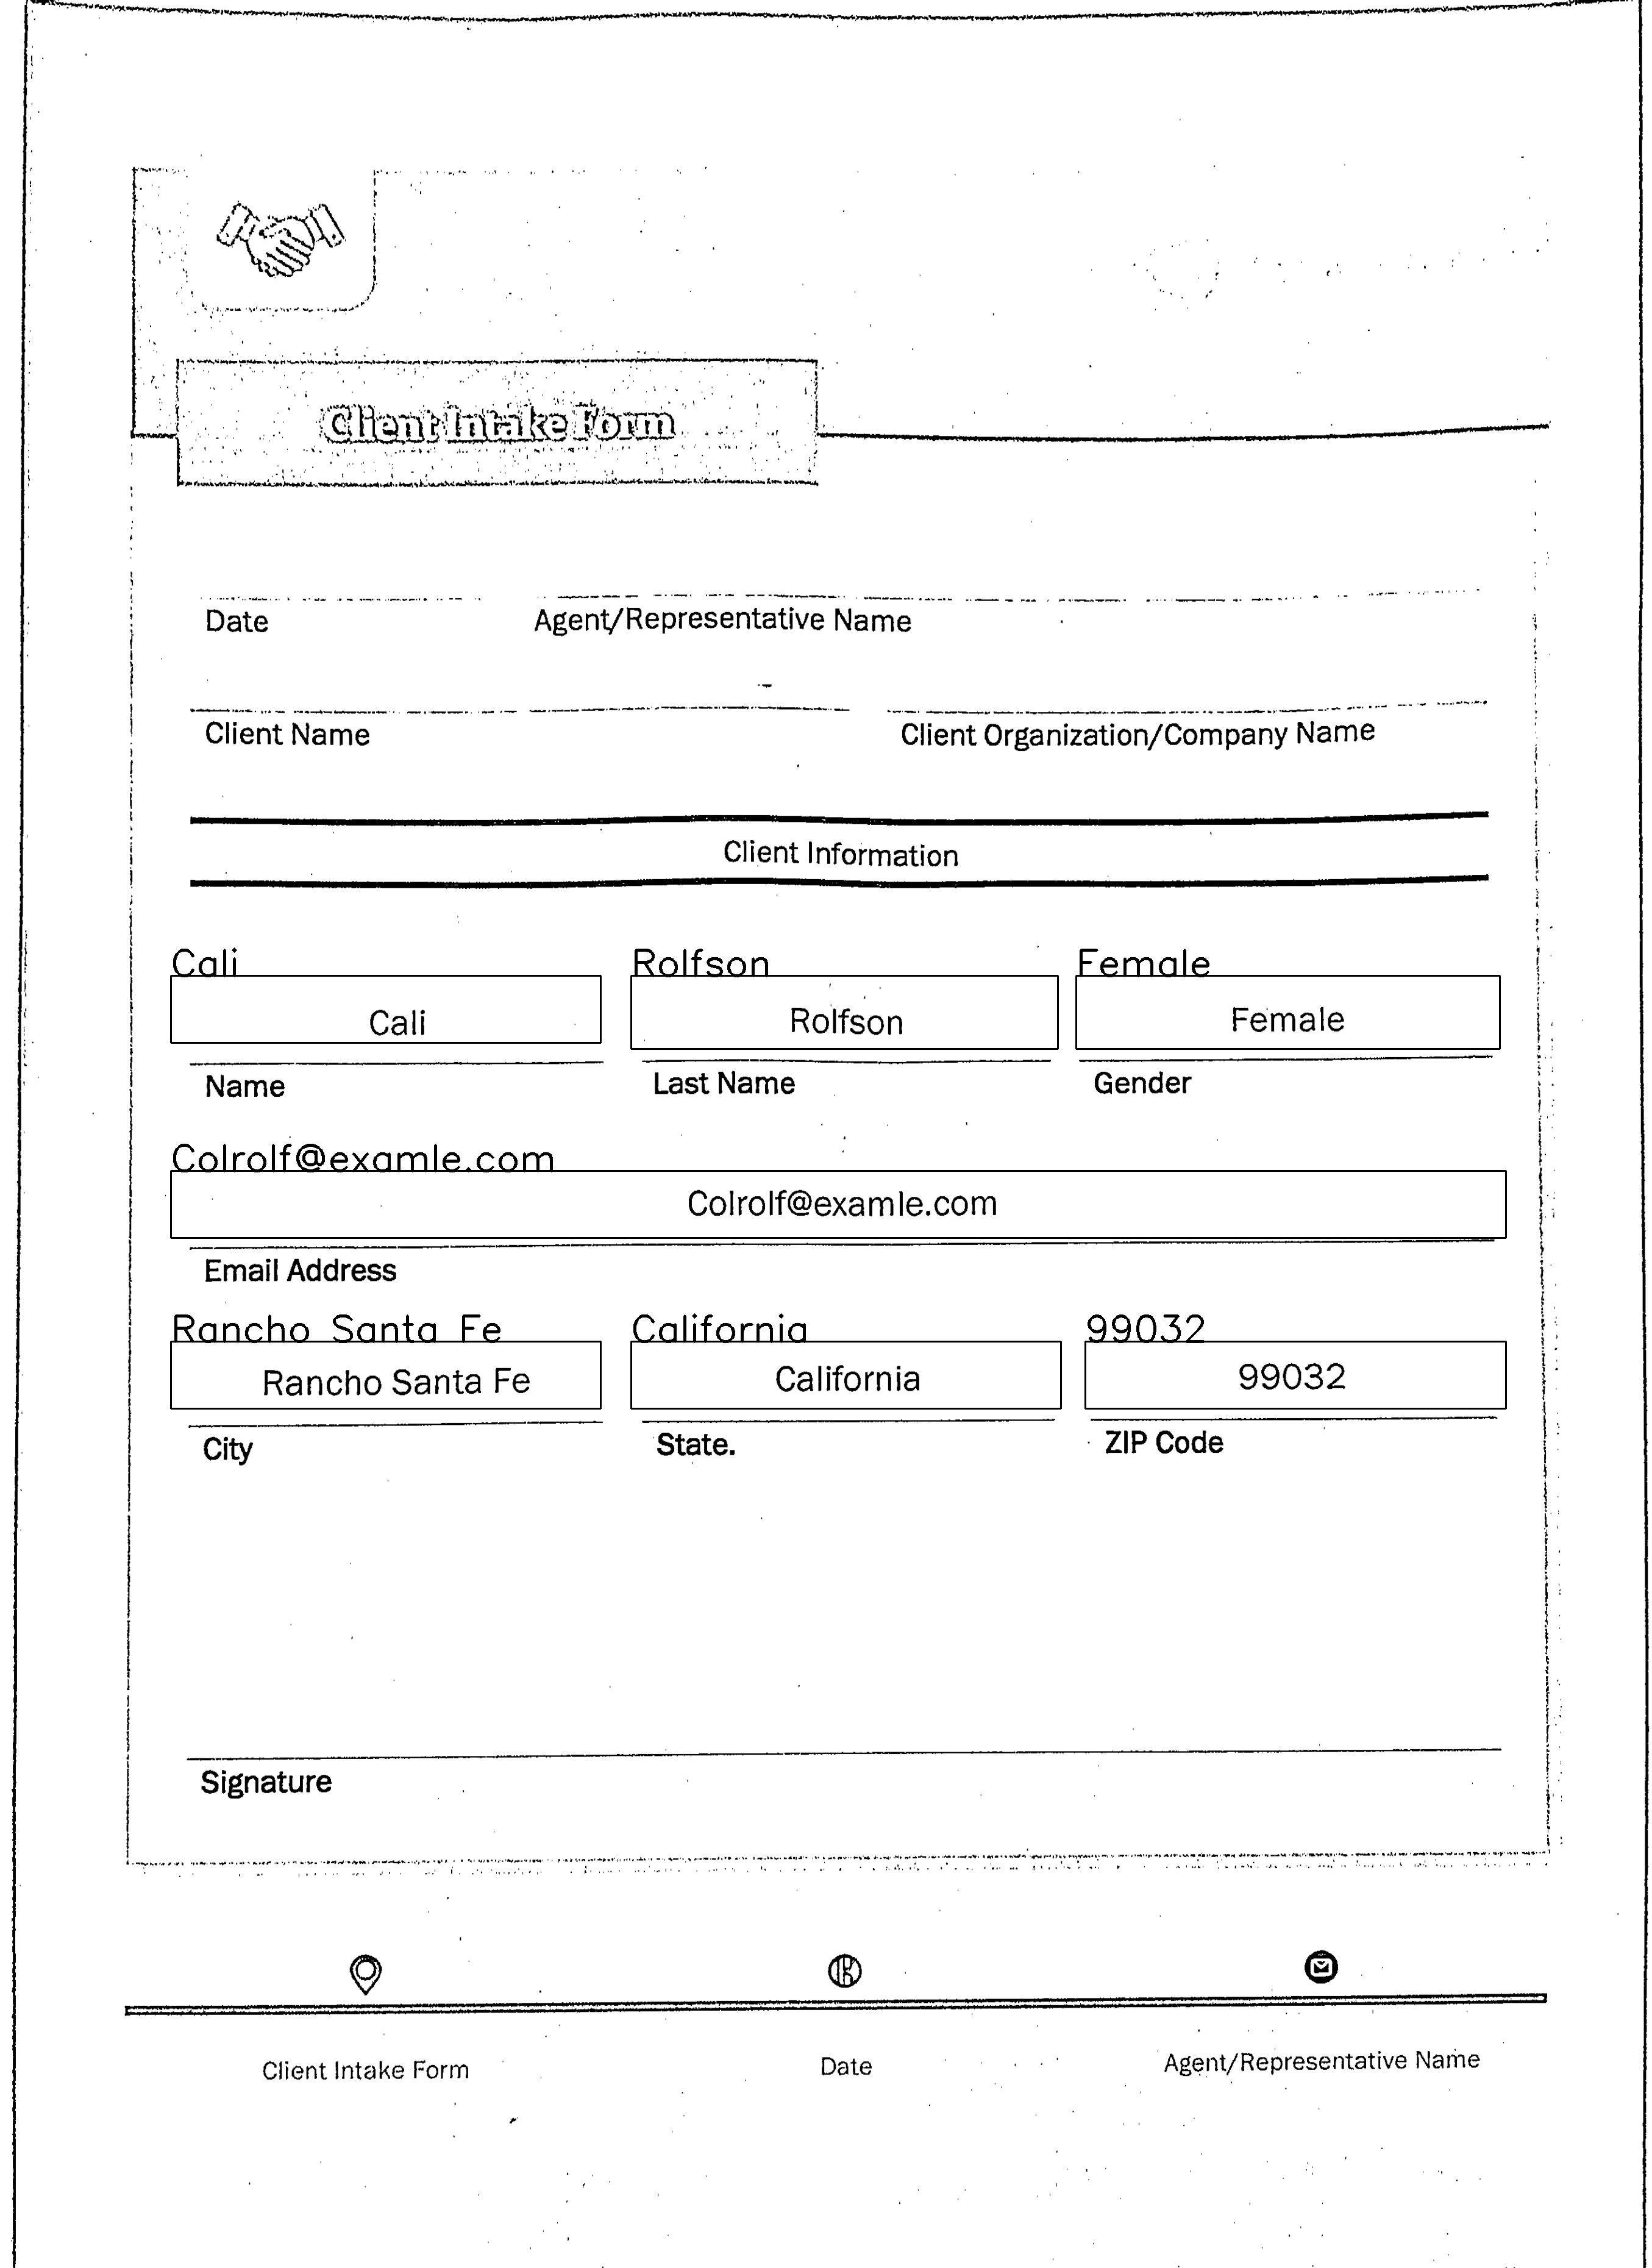 Client Intake Form
Date Agent/Representative Name
Client Name Client Organization/Company Name
Client Information
Cali Rolfson Female
Cali Rolfson Female
Name Last Name Gender
Colrolf@examle.com
Colrolf@examle.com
Email Address
Rancho Santa Fe California 99032
Rancho Santa Fe California 99032
City State. ZIP Code
Signature
Client Intake Form Date Agent/Representative Name